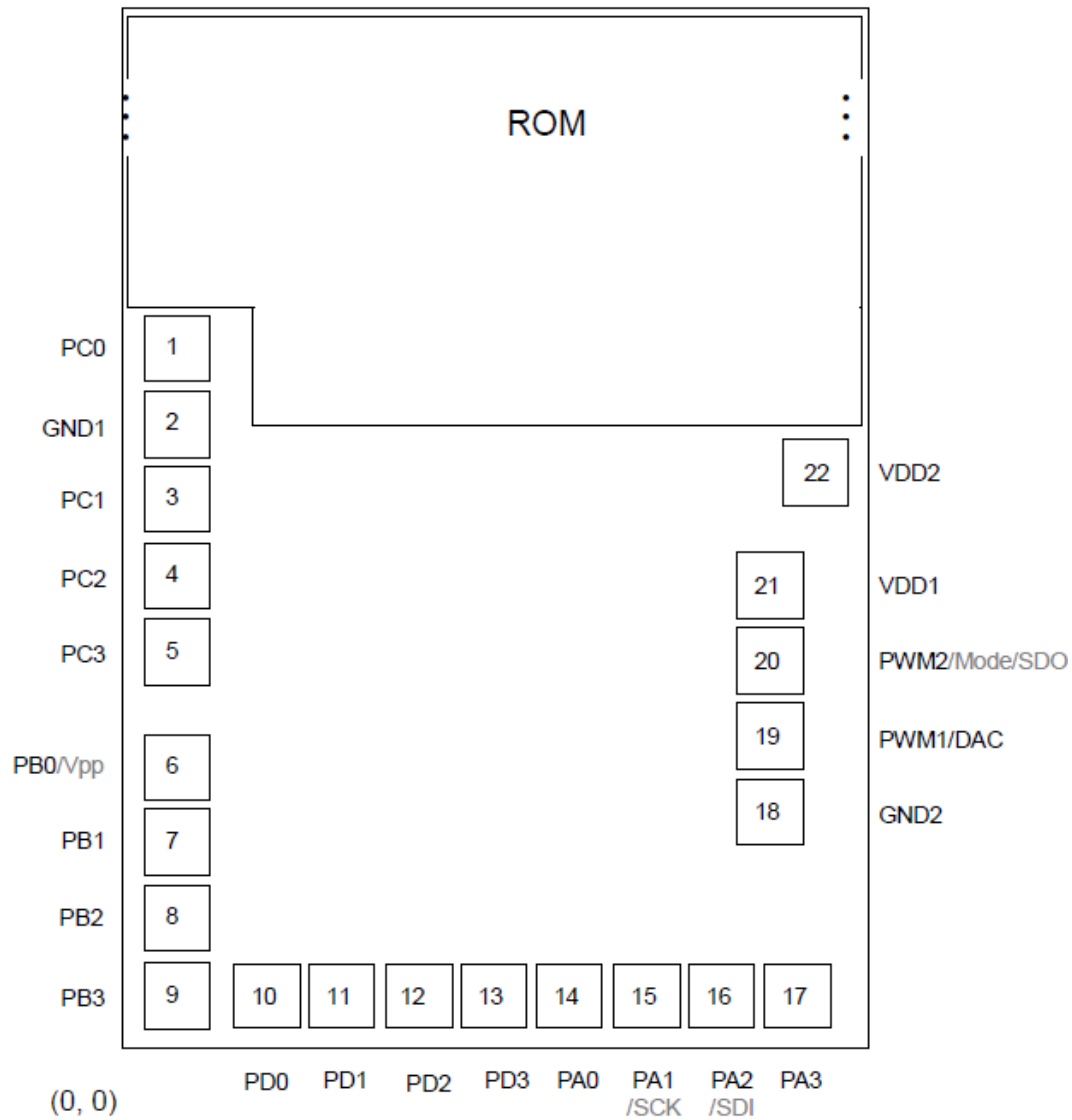 ROM
PC0 1
GND1 2
PC1 3
22 VDD2
PC2 4
21 VDD1
PC3 5
20 PWM2/Mode/SDO
19 PWM1/DAC
PB0/Vpp 6
18 GND2
PB1 7
PB2 8
PB3 9 10 11 12 13 14 15 16 17
PD0 PD1 PD2 PD3 PA0 PA1 PA2 PA3
/SCK /SDI
(0, 0)